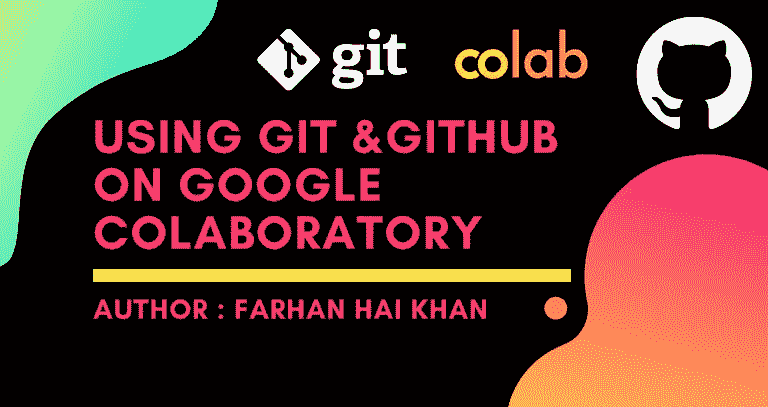 git colab
USING GIT &GITHUB
ON GOOGLE
COLABORATORY
AUTHOR : FARHAN HAI KHAN